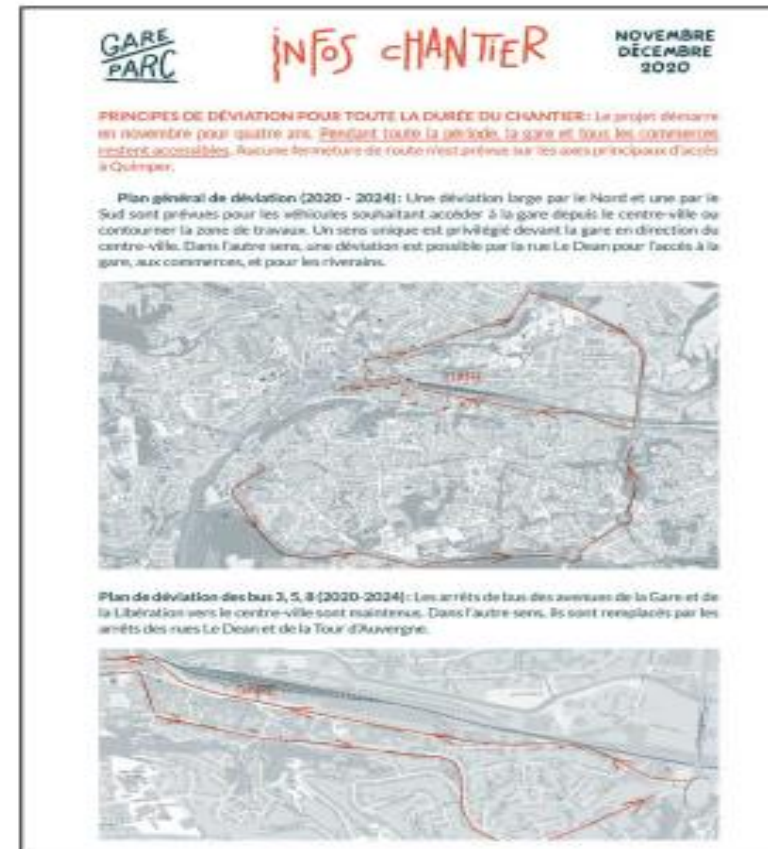 GARE
PARC
INFOS CHANTIER
NOVEMBRE
DÉCEMBRE
2020
PRINCIPES DE DÉVIATION POUR TOUTE LA DURÉE DU CHANTIER : Le projet démarre
en novembre pour quatre ans. Pendant toute la période, la gare et tous les commerces
restent accessibles. Aucune fermeture de route n'est prévue sur les axes principaux d'accès
à Quimper.
Plan général de déviation (2020 - 2024) : Une déviation large par le Nord et une par le
Sud sont prévues pour les véhicules souhaitant accéder à la gare depuis le centre-ville ou
contourner la zone de travaux. Un sens unique est privilégié devant la gare en direction du
centre-ville. Dans l'autre sens, une déviation est possible par la rue Le Dean pour l'accès à la
gare, aux commerces, et pour les riverains.
Plan de déviation des bus 3, 5, 8 (2020-2024) : Les arrêts de bus des avenues de la Gare et de
la Libération vers le centre-ville sont maintenus. Dans l'autre sens, ils sont remplacés par les
arrêts des rues Le Dean et de la Tour d'Auvergne.